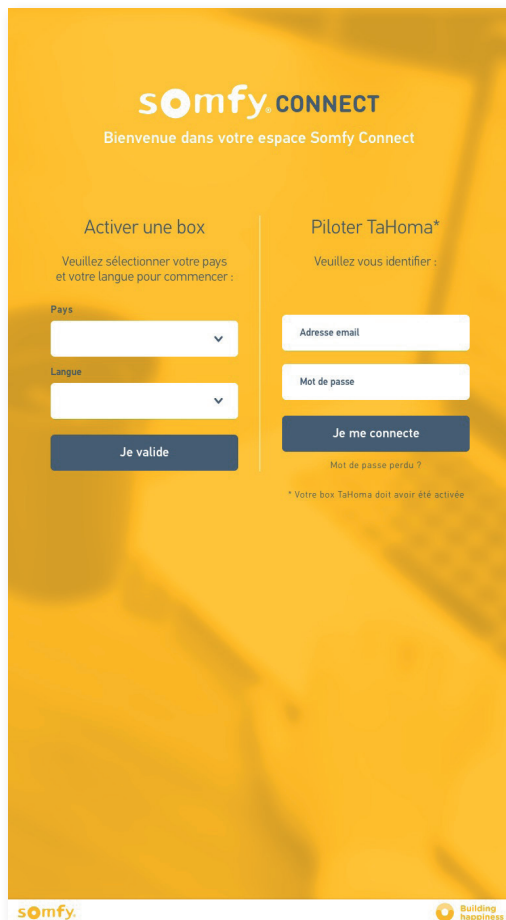 somfy. CONNECT
Bienvenue dans votre espace Somfy Connect
Activer une box
Veuillez sélectionner votre pays
et votre langue pour commencer :
Pays
Langue
Je valide
Piloter TaHoma*
Veuillez vous identifier :
Adresse email
Mot de passe
Je me connecte
Mot de passe perdu ?
* Votre box TaHoma doit avoir été activée
somfy.
Building
happiness